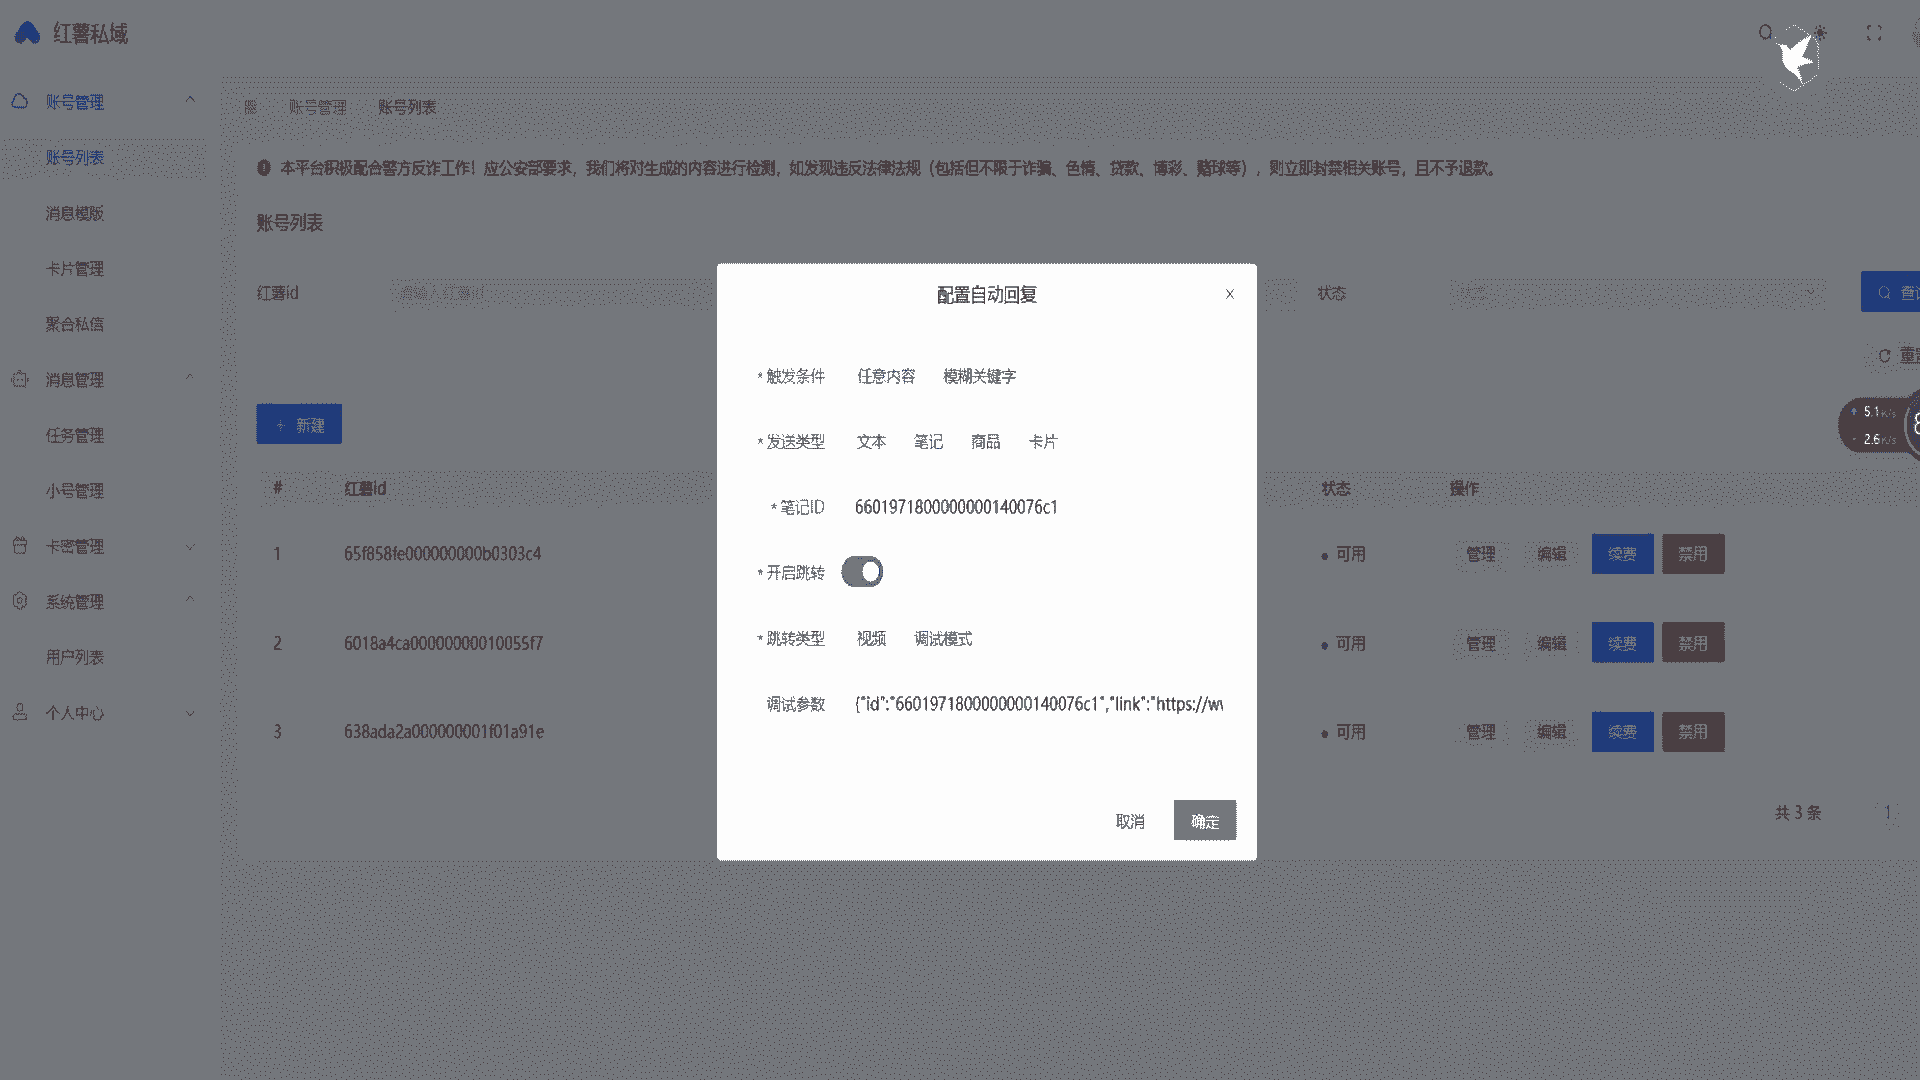 红薯私域
账号管理
账号列表
消息模版
卡片管理
聚合私信
消息管理
任务管理
小号管理
卡密管理
系统管理
用户列表
个人中心
账号管理 账号列表
本平台积极配合警方反诈工作！应公安部要求，我们将对生成的内容进行检测，如发现违反法律法规（包括但不限于诈骗、色情、贷款、博彩、赌球等），则立即封禁相关账号，且不予退款。
账号列表
红薯id 请输入红薯id 状态 状态
新建
# 红薯id 状态 操作
1 65f858fe000000000b0303c4 可用 管理 编辑 续费 禁用
2 6018a4ca00000000010055f7 可用 管理 编辑 续费 禁用
3 638ada2a000000001f01a91e 可用 管理 编辑 续费 禁用
共 3 条 1
5.1K/s
2.6K/s
配置自动回复 X
* 触发条件 任意内容 模糊关键字
* 发送类型 文本 笔记 商品 卡片
* 笔记ID 6601971800000000140076c1
* 开启跳转
* 跳转类型 视频 调试模式
调试参数 {"id":"6601971800000000140076c1","link":"https://w
取消 确定